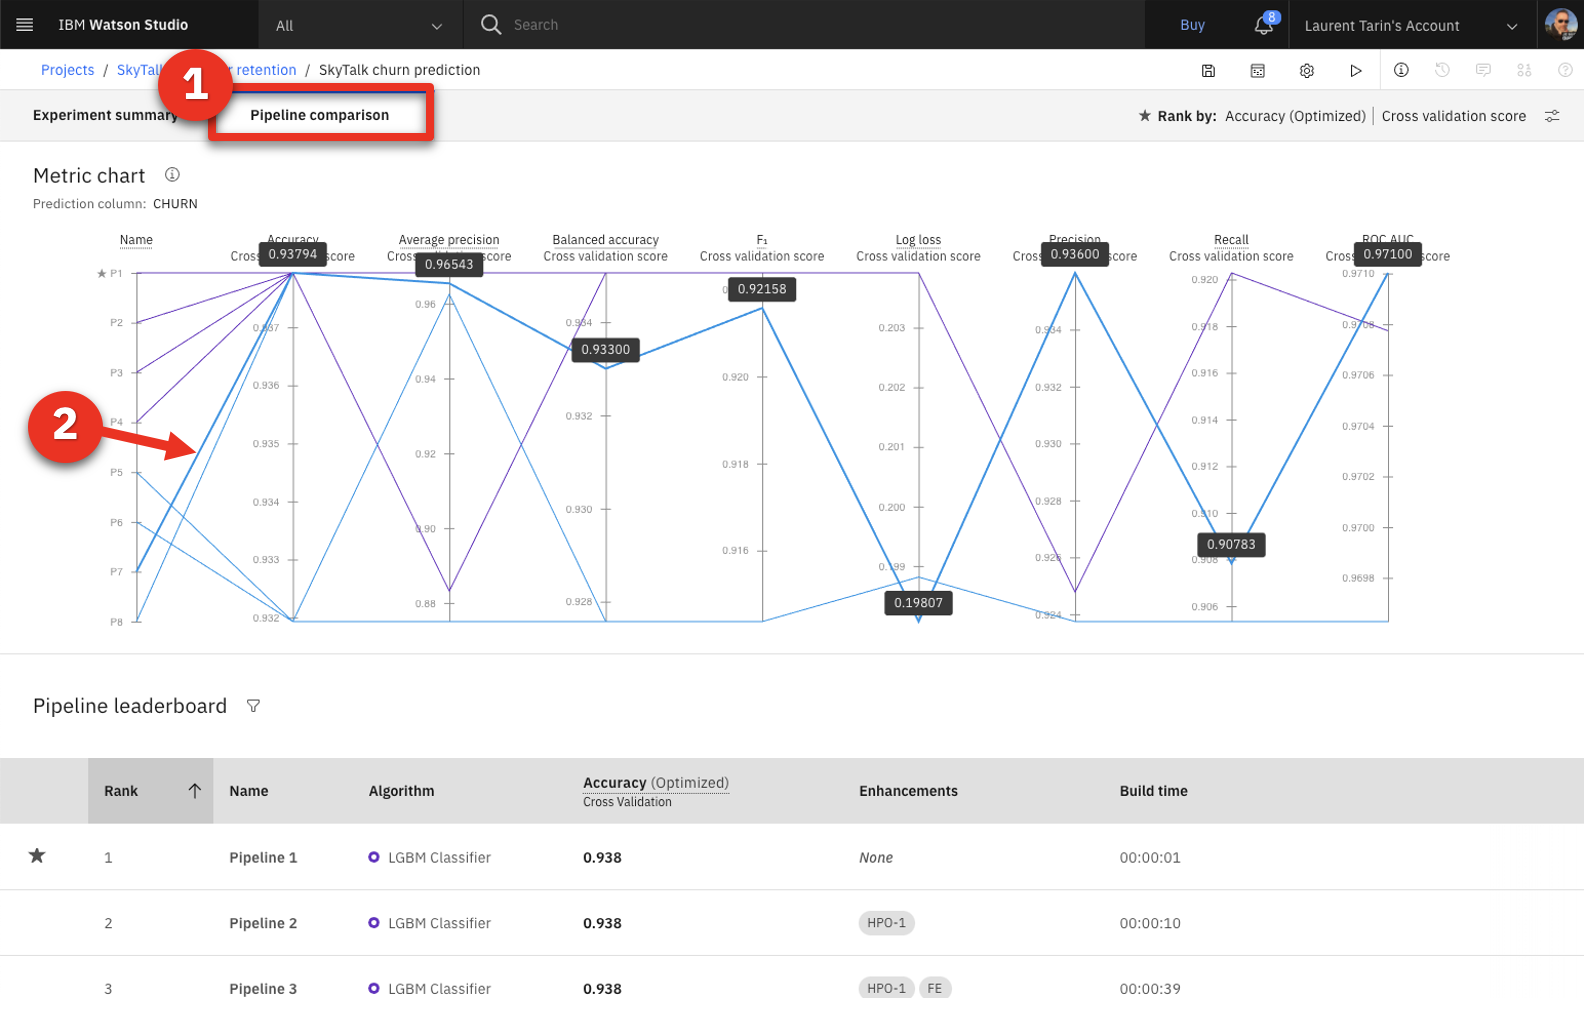 IBM Watson Studio
All
Search
Buy
8
Laurent Tarin's Account
Projects / SkyTalk r retention / SkyTalk churn prediction
1
Experiment summary
Pipeline comparison
★ Rank by: Accuracy (Optimized) | Cross validation score
Metric chart
Prediction column: CHURN
Name
Accuracy
Average precision
Balanced accuracy
F₁
Log loss
Precision
Recall
ROC AUC
Cross score
Cross score
Cross validation score
Cross validation score
Cross validation score
score
Cross validation score
score
0.93794
0.96543
0.93300
0.92158
0.19807
0.93600
0.90783
0.97100
★ P1
P2
P3
P4
P5
P6
P7
P8
0.937
0.936
0.935
0.934
0.933
0.932
0.96
0.94
0.92
0.90
0.88
0.934
0.932
0.930
0.928
0.920
0.918
0.916
0.203
0.202
0.201
0.200
0.199
0.934
0.932
0.930
0.928
0.926
0.924
0.920
0.918
0.916
0.914
0.912
0.910
0.908
0.906
0.9710
0.9708
0.9706
0.9704
0.9702
0.9700
0.9698
2
Pipeline leaderboard
Rank
Name
Algorithm
Accuracy (Optimized)
Cross Validation
Enhancements
Build time
★ 1 Pipeline 1 LGBM Classifier 0.938 None 00:00:01
2 Pipeline 2 LGBM Classifier 0.938 HPO-1 00:00:10
3 Pipeline 3 LGBM Classifier 0.938 HPO-1 FE 00:00:39